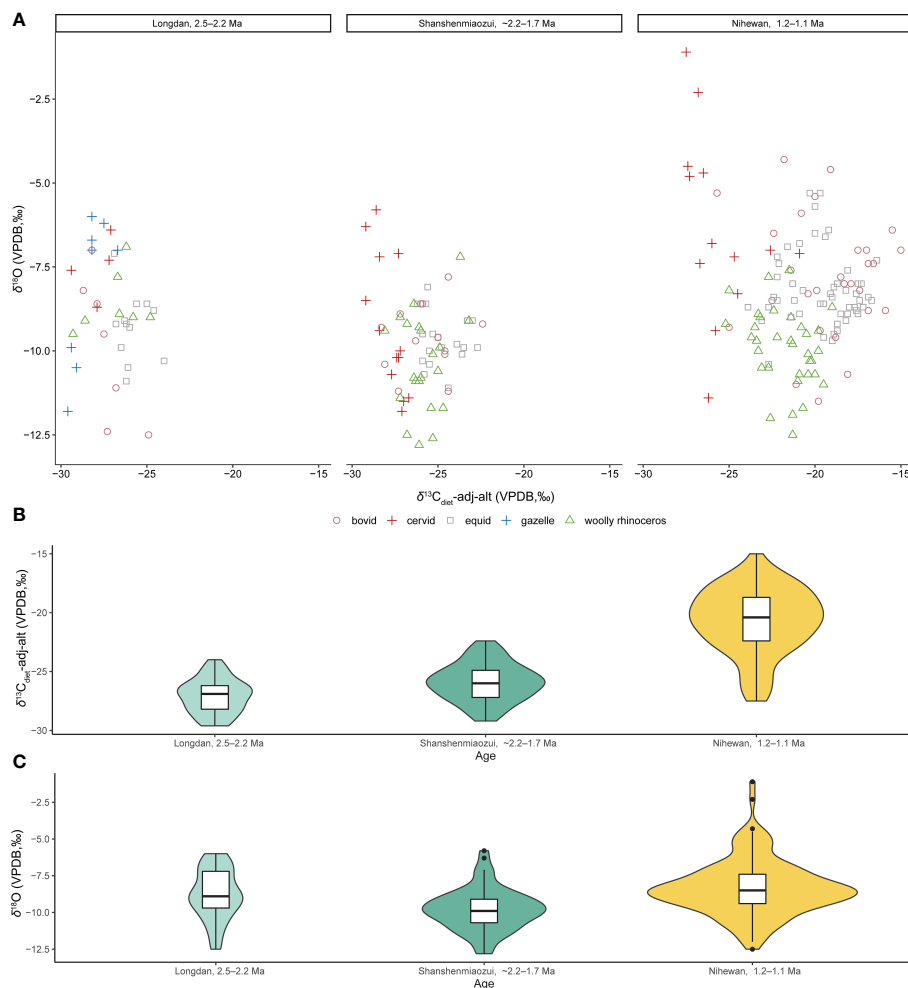 A
Longdan, 2.5–2.2 Ma
Shanshenmiaozui, ~2.2–1.7 Ma
Nihewan, 1.2–1.1 Ma
δ18O (VPDB,‰)
−2.5
−5.0
−7.5
−10.0
−12.5
−30 −25 −20 −15
−30 −25 −20 −15
−30 −25 −20 −15
δ13Cdiet-adj-alt (VPDB,‰)
bovid cervid equid gazelle woolly rhinoceros
B
δ13Cdiet-adj-alt (VPDB,‰)
−15
−20
−25
−30
Longdan, 2.5–2.2 Ma
Shanshenmiaozui, ~2.2–1.7 Ma
Nihewan, 1.2–1.1 Ma
Age
C
δ18O (VPDB,‰)
−2.5
−5.0
−7.5
−10.0
−12.5
Longdan, 2.5–2.2 Ma
Shanshenmiaozui, ~2.2–1.7 Ma
Nihewan, 1.2–1.1 Ma
Age